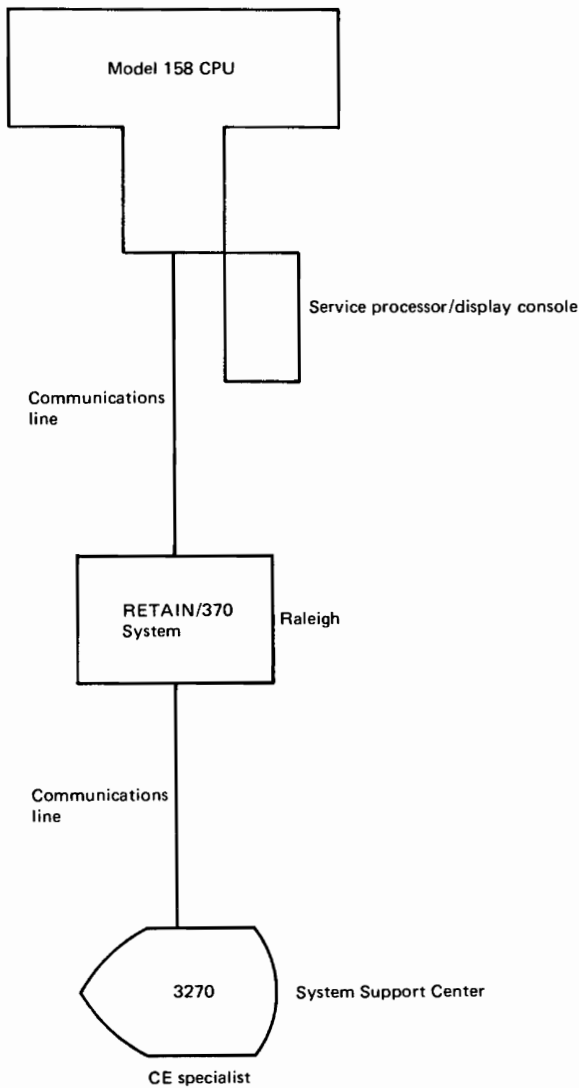 Model 158 CPU
Service processor/display console
Communications
line
RETAIN/370
System
Raleigh
Communications
line
3270
System Support Center
CE specialist